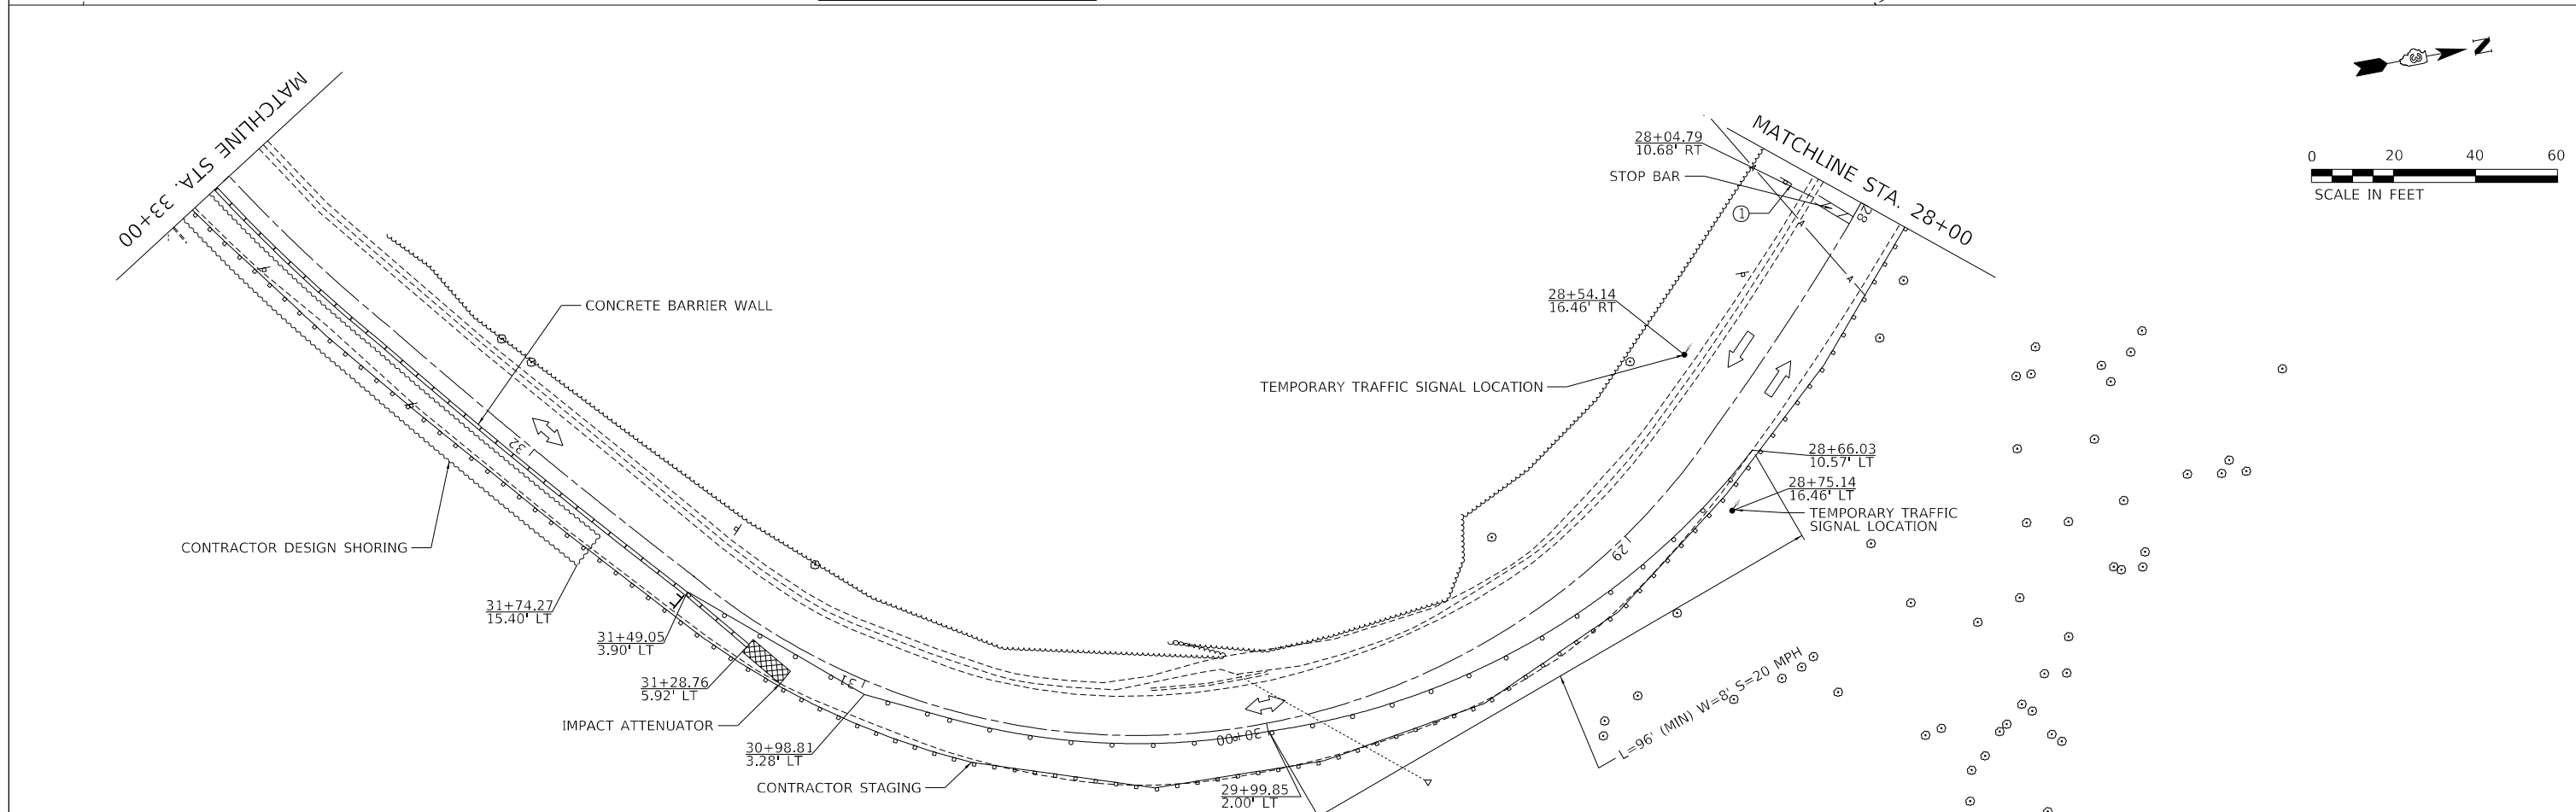 MATCHLINE STA. 33+00
CONCRETE BARRIER WALL
32
CONTRACTOR DESIGN SHORING
31+74.27
15.40' LT
31+49.05
3.90' LT
31+28.76
5.92' LT
IMPACT ATTENUATOR
31
30+98.81
3.28' LT
CONTRACTOR STAGING
30+00
29+99.85
2.00' LT
L=96' (MIN) W=8' S=20 MPH
29
28+04.79
10.68' RT
STOP BAR
1
28
MATCHLINE STA. 28+00
28+54.14
16.46' RT
TEMPORARY TRAFFIC SIGNAL LOCATION
28+66.03
10.57' LT
28+75.14
16.46' LT
TEMPORARY TRAFFIC
SIGNAL LOCATION
A
A
3
N
0 20 40 60
SCALE IN FEET